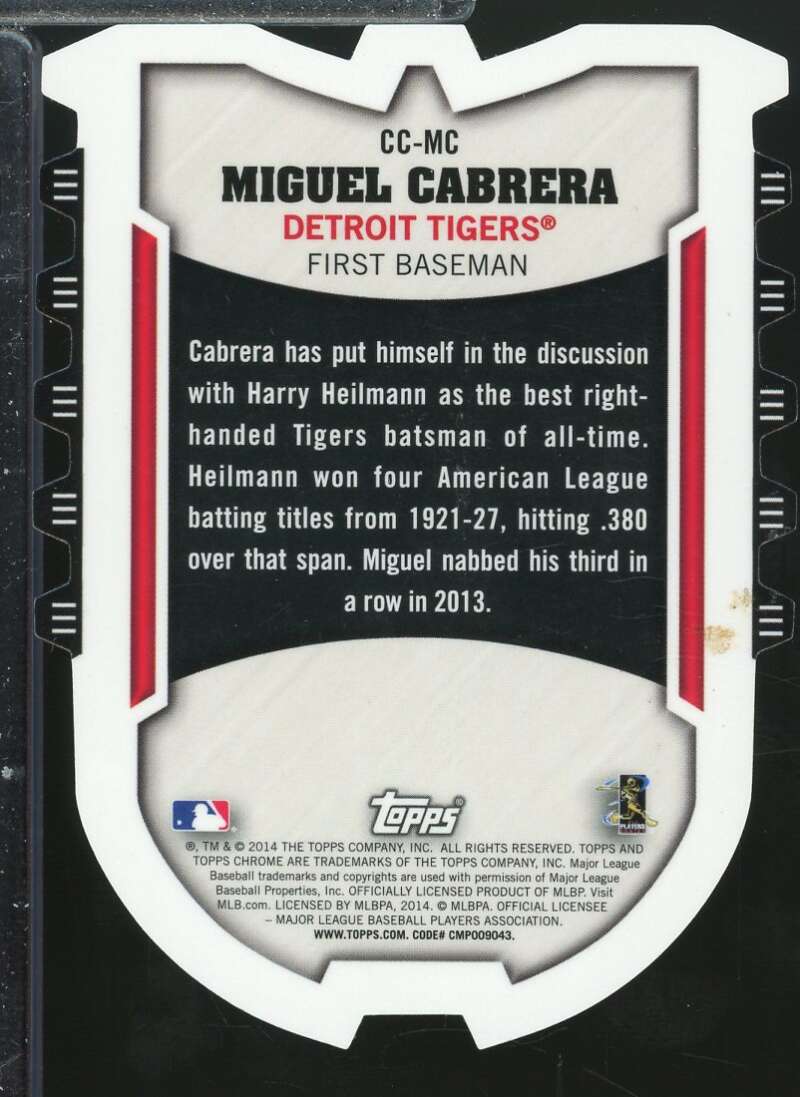 CC-MC
MIGUEL CABRERA
DETROIT TIGERS®
FIRST BASEMAN
Cabrera has put himself in the discussion
with Harry Heilmann as the best right-
handed Tigers batsman of all-time.
Heilmann won four American League
batting titles from 1921-27, hitting .380
over that span. Miguel nabbed his third in
a row in 2013.
Topps®
PLAYERS
®, TM & © 2014 THE TOPPS COMPANY, INC. ALL RIGHTS RESERVED. TOPPS AND
TOPPS CHROME ARE TRADEMARKS OF THE TOPPS COMPANY, INC. Major League
Baseball trademarks and copyrights are used with permission of Major League
Baseball Properties, Inc. OFFICIALLY LICENSED PRODUCT OF MLBP. Visit
MLB.com. LICENSED BY MLBPA, 2014. © MLBPA. OFFICIAL LICENSEE
– MAJOR LEAGUE BASEBALL PLAYERS ASSOCIATION.
WWW.TOPPS.COM. CODE# CMP009043.